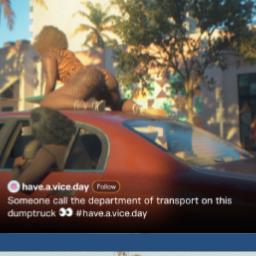 have.a.vice.day Follow
Someone call the department of transport on this
dumptruck 👀 #have.a.vice.day